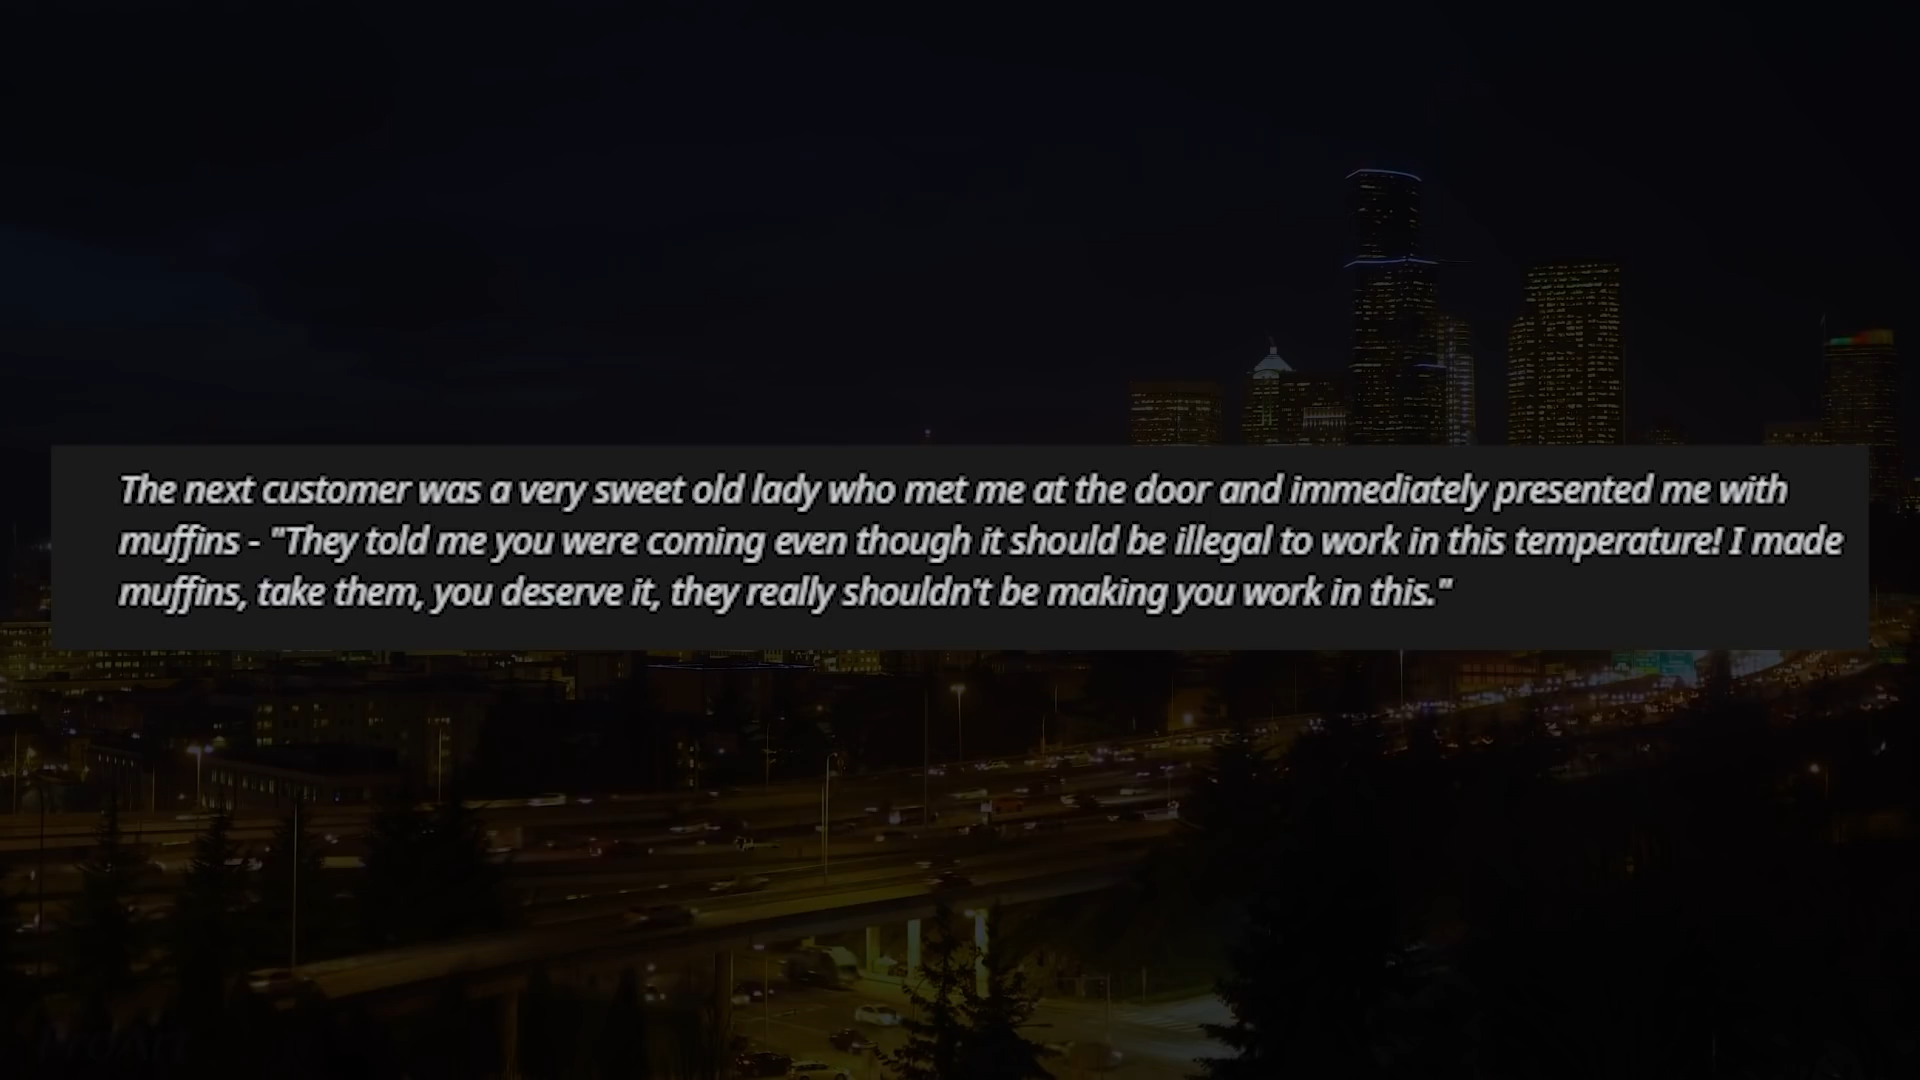 The next customer was a very sweet old lady who met me at the door and immediately presented me with
muffins - "They told me you were coming even though it should be illegal to work in this temperature! I made
muffins, take them, you deserve it, they really shouldn't be making you work in this."